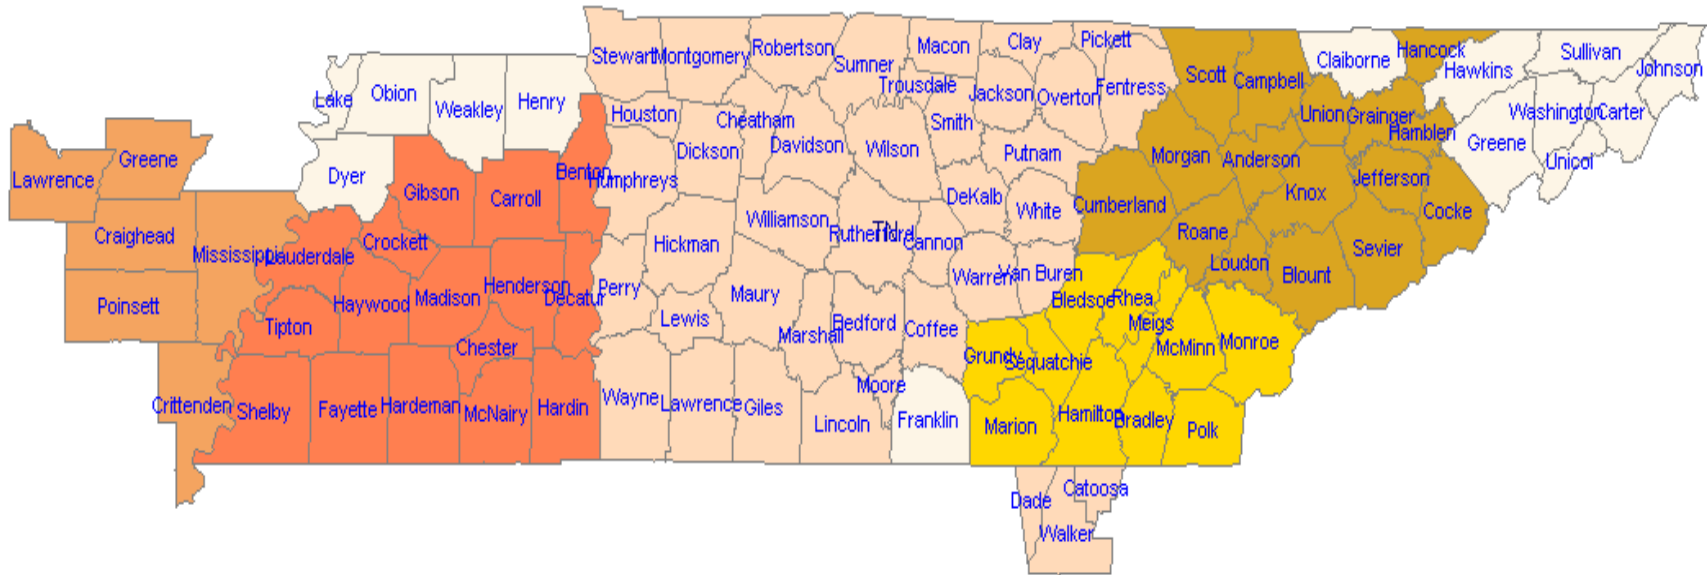 Stewart
Montgomery
Robertson
Sumner
Macon
Clay
Pickett
Trousdale
Jackson
Overton
Fentress
Scott
Campbell
Claiborne
Hancock
Hawkins
Sullivan
Johnson
Lake
Obion
Weakley
Henry
Houston
Cheatham
Smith
Union
Grainger
Hamblen
Washington
Carter
Greene
Unicoi
Lawrence
Greene
Dyer
Gibson
Carroll
Benton
Humphreys
Dickson
Davidson
Wilson
Putnam
Morgan
Anderson
Knox
Jefferson
Cocke
Craighead
Mississippi
Lauderdale
Crockett
Hickman
Williamson
Rutherford
TN
Cannon
DeKalb
White
Cumberland
Roane
Loudon
Blount
Sevier
Poinsett
Tipton
Haywood
Madison
Henderson
Decatur
Perry
Lewis
Maury
Marshall
Bedford
Coffee
Warren
Van Buren
Bledsoe
Rhea
Meigs
McMinn
Monroe
Chester
Grundy
Sequatchie
Crittenden
Shelby
Fayette
Hardeman
McNairy
Hardin
Wayne
Lawrence
Giles
Lincoln
Moore
Franklin
Marion
Hamilton
Bradley
Polk
Dade
Catoosa
Walker